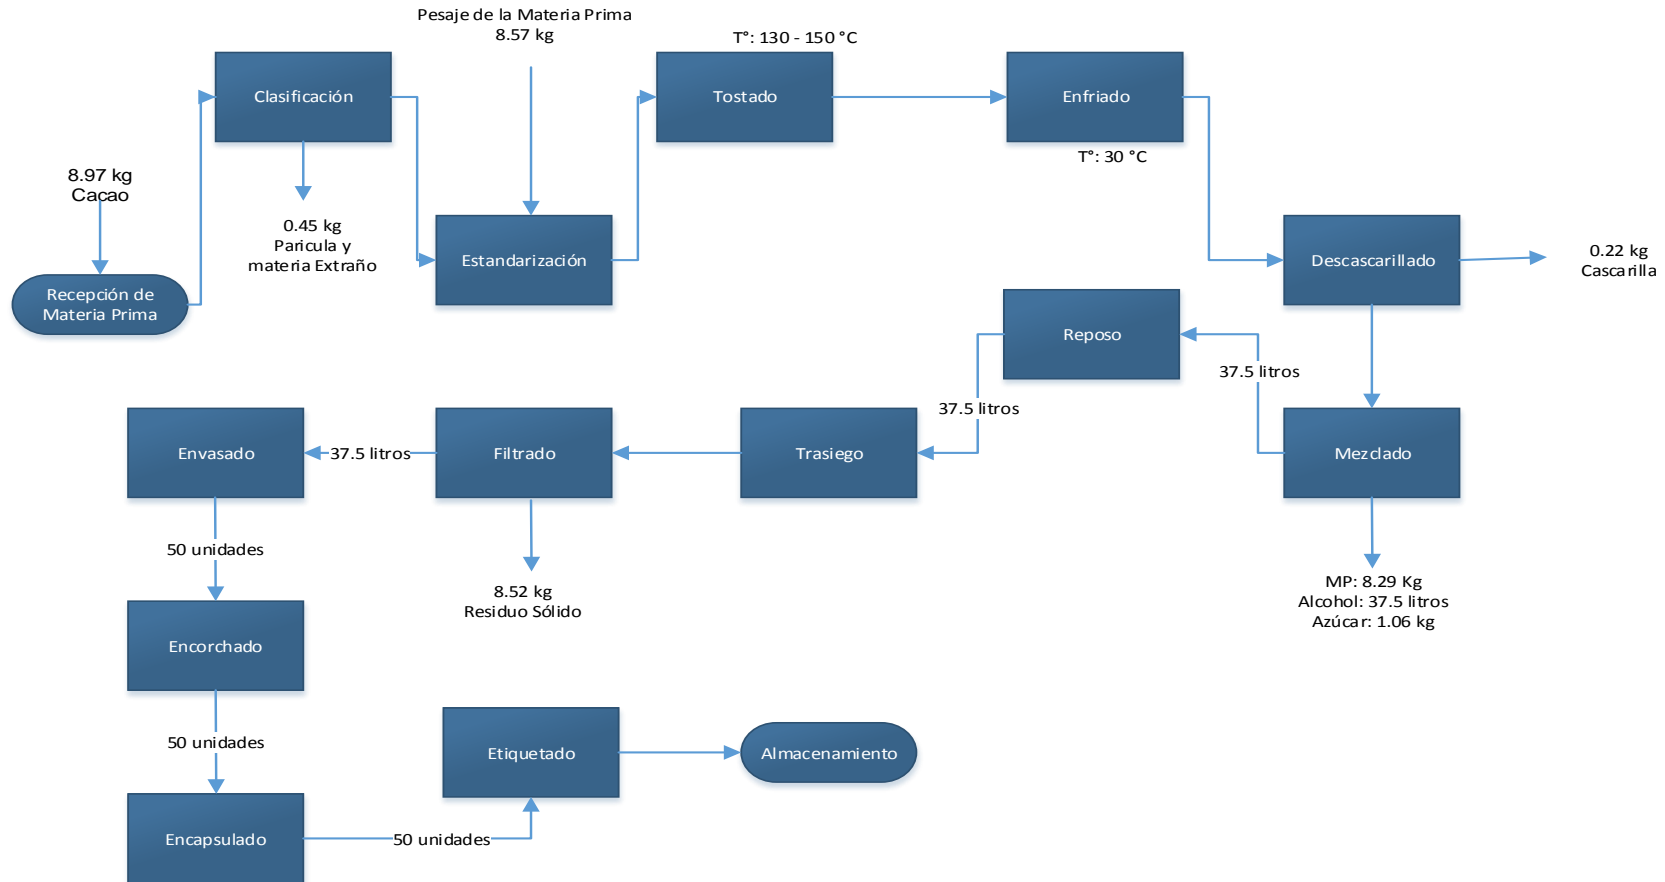 Pesaje de la Materia Prima
8.57 kg
T°: 130 - 150 °C
Clasificación
Tostado
Enfriado
T°: 30 °C
8.97 kg
Cacao
0.45 kg
Paricula y
materia Extraño
Estandarización
Descascarillado
0.22 kg
Cascarilla
Recepción de
Materia Prima
Reposo
37.5 litros
37.5 litros
Envasado
37.5 litros
Filtrado
Trasiego
Mezclado
50 unidades
8.52 kg
Residuo Sólido
MP: 8.29 Kg
Alcohol: 37.5 litros
Azúcar: 1.06 kg
Encorchado
50 unidades
Etiquetado
Almacenamiento
Encapsulado
50 unidades